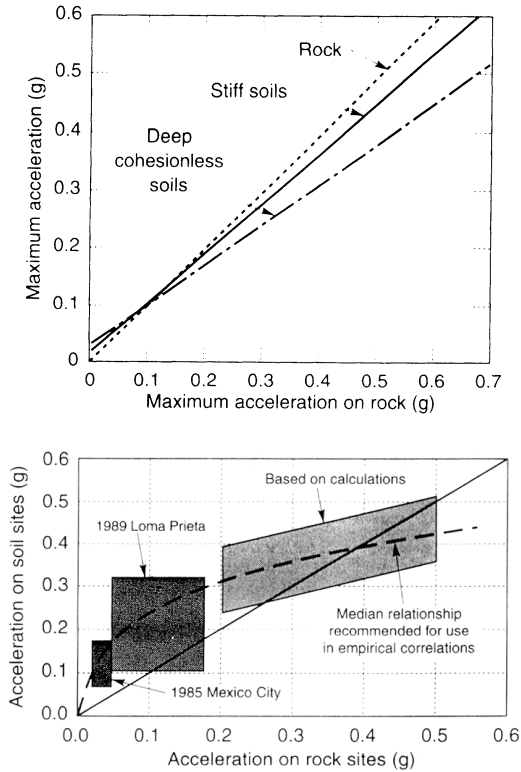 0.6
0.5
0.4
0.3
0.2
0.1
0
Maximum acceleration (g)
Rock
Stiff soils
Deep
cohesionless
soils
0 0.1 0.2 0.3 0.4 0.5 0.6 0.7
Maximum acceleration on rock (g)
0.6
0.5
0.4
0.3
0.2
0.1
0.0
Acceleration on soil sites (g)
Based on calculations
1989 Loma Prieta
Median relationship
recommended for use
in empirical correlations
1985 Mexico City
0.0 0.1 0.2 0.3 0.4 0.5 0.6
Acceleration on rock sites (g)